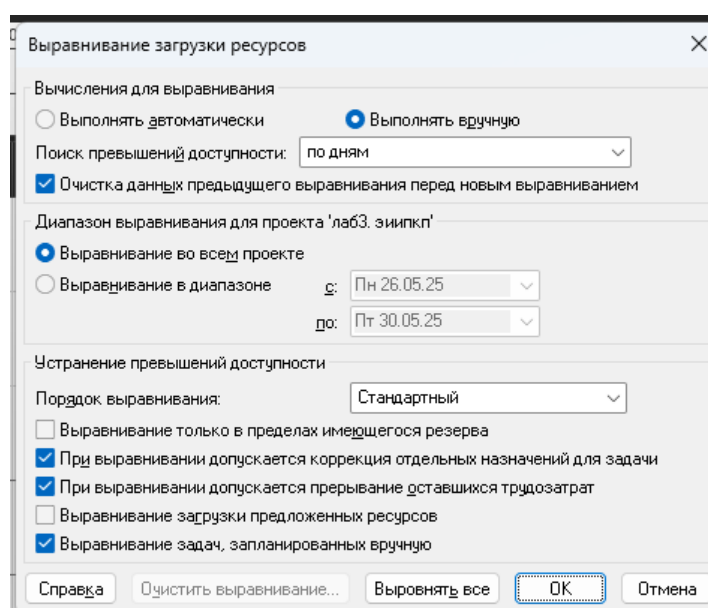 Выравнивание загрузки ресурсов
Вычисления для выравнивания
Выполнять автоматически Выполнять вручную
Поиск превышений доступности: по дням
Очистка данных предыдущего выравнивания перед новым выравниванием
Диапазон выравнивания для проекта 'лаб3. эиипкп'
Выравнивание во всем проекте
Выравнивание в диапазоне с: Пн 26.05.25
по: Пт 30.05.25
Устранение превышений доступности
Порядок выравнивания: Стандартный
Выравнивание только в пределах имеющегося резерва
При выравнивании допускается коррекция отдельных назначений для задачи
При выравнивании допускается прерывание оставшихся трудозатрат
Выравнивание загрузки предложенных ресурсов
Выравнивание задач, запланированных вручную
Справка Очистить выравнивание... Выровнять все ОК Отмена